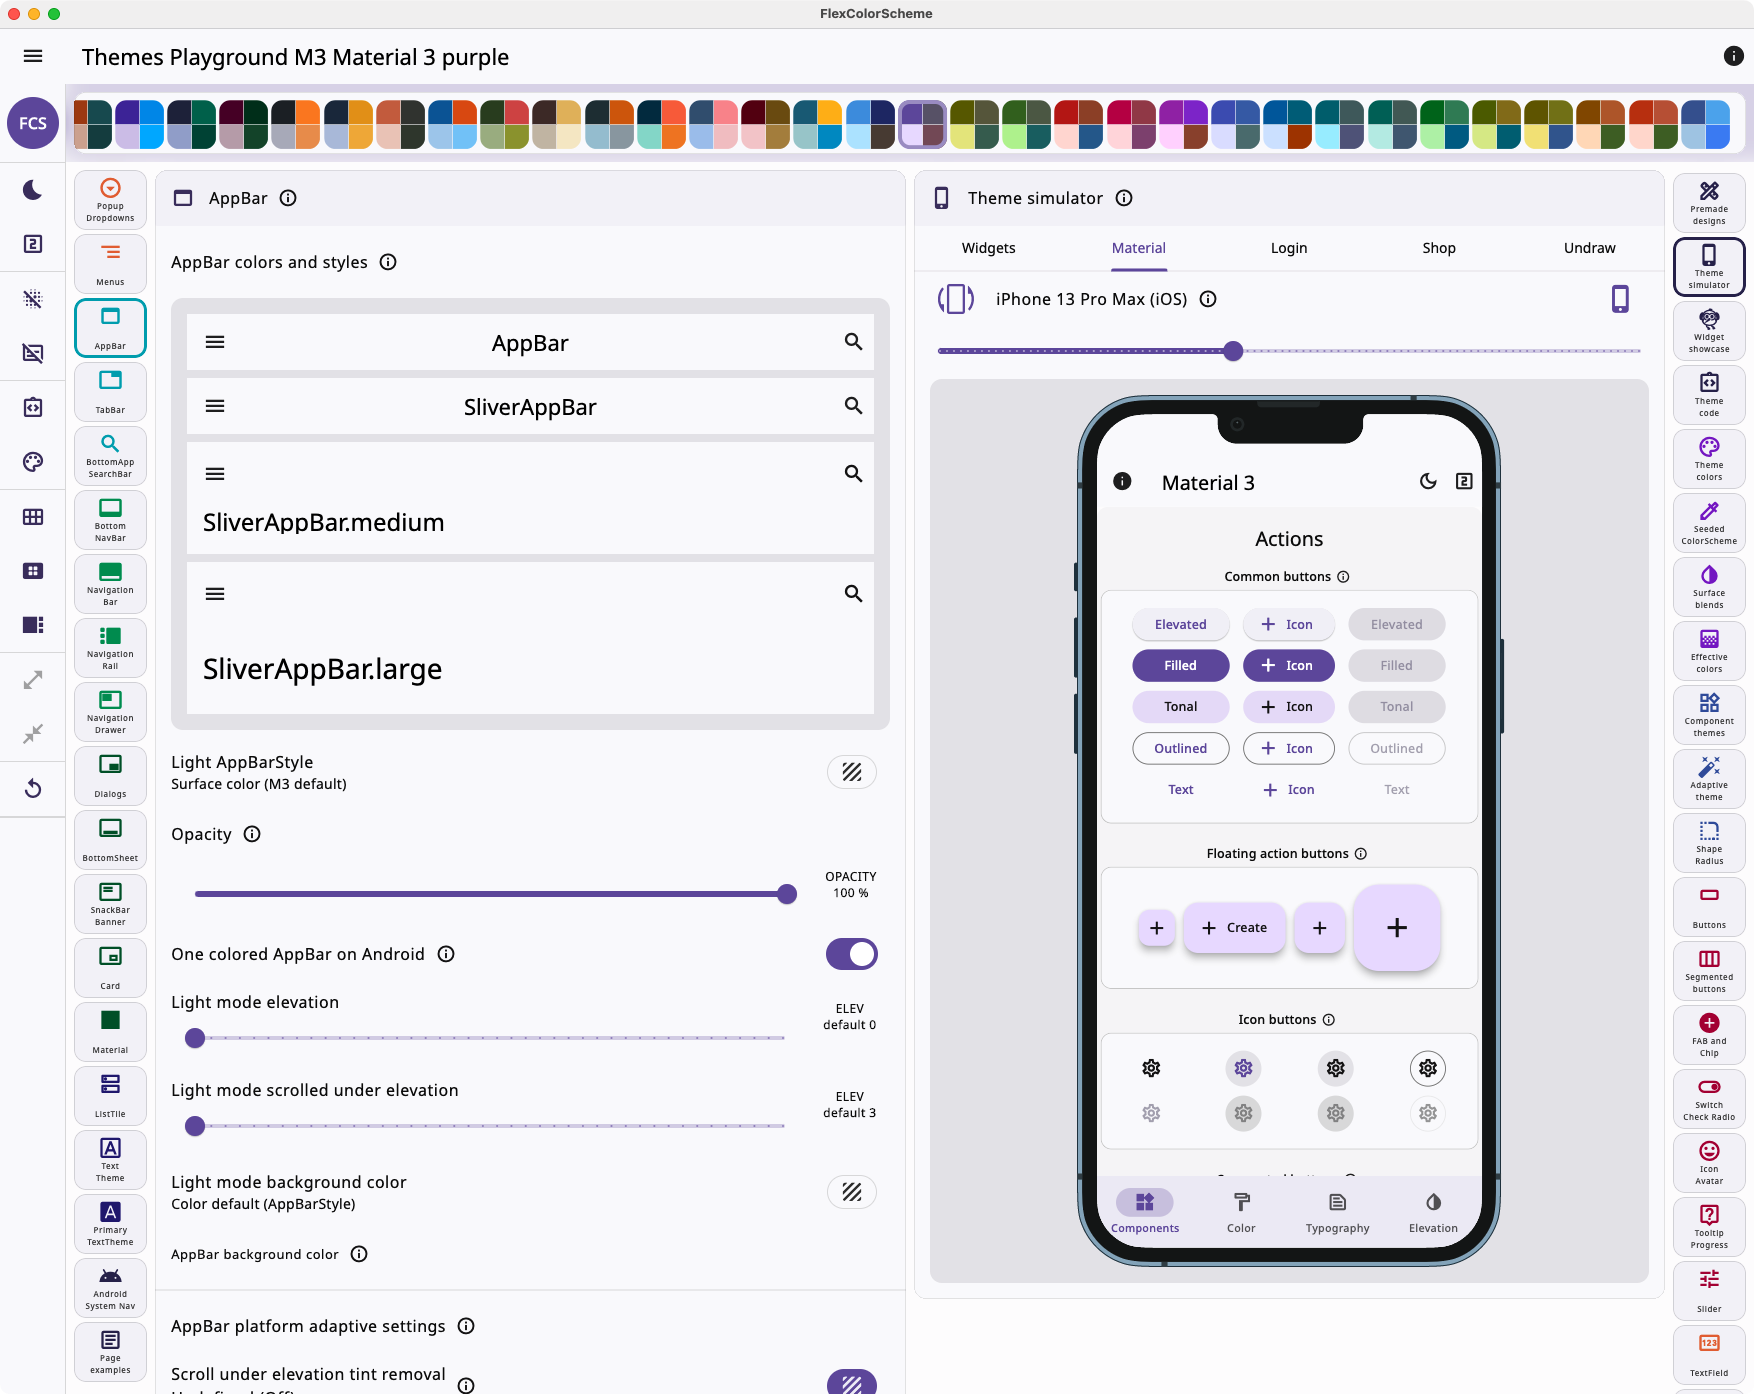 FlexColorScheme
Themes Playground M3 Material 3 purple
FCS
Popup
Dropdowns
Menus
AppBar
TabBar
BottomApp
SearchBar
Bottom
NavBar
Navigation
Bar
Navigation
Rail
Navigation
Drawer
Dialogs
BottomSheet
SnackBar
Banner
Card
Material
ListTile
Text
Theme
Primary
TextTheme
Android
System Nav
Page
examples
AppBar
AppBar colors and styles
AppBar
SliverAppBar
SliverAppBar.medium
SliverAppBar.large
Light AppBarStyle
Surface color (M3 default)
Opacity
OPACITY
100 %
One colored AppBar on Android
Light mode elevation
ELEV
default 0
Light mode scrolled under elevation
ELEV
default 3
Light mode background color
Color default (AppBarStyle)
AppBar background color
AppBar platform adaptive settings
Scroll under elevation tint removal
Theme simulator
Widgets Material Login Shop Undraw
iPhone 13 Pro Max (iOS)
Material 3
Actions
Common buttons
Elevated Icon Elevated
Filled Icon Filled
Tonal Icon Tonal
Outlined Icon Outlined
Text Icon Text
Floating action buttons
Create
Icon buttons
Components Color Typography Elevation
Premade
designs
Theme
simulator
Widget
showcase
Theme
code
Theme
colors
Seeded
ColorScheme
Surface
blends
Effective
colors
Component
themes
Adaptive
theme
Shape
Radius
Buttons
Segmented
buttons
FAB and
Chip
Switch
Check Radio
Icon
Avatar
Tooltip
Progress
Slider
123
TextField